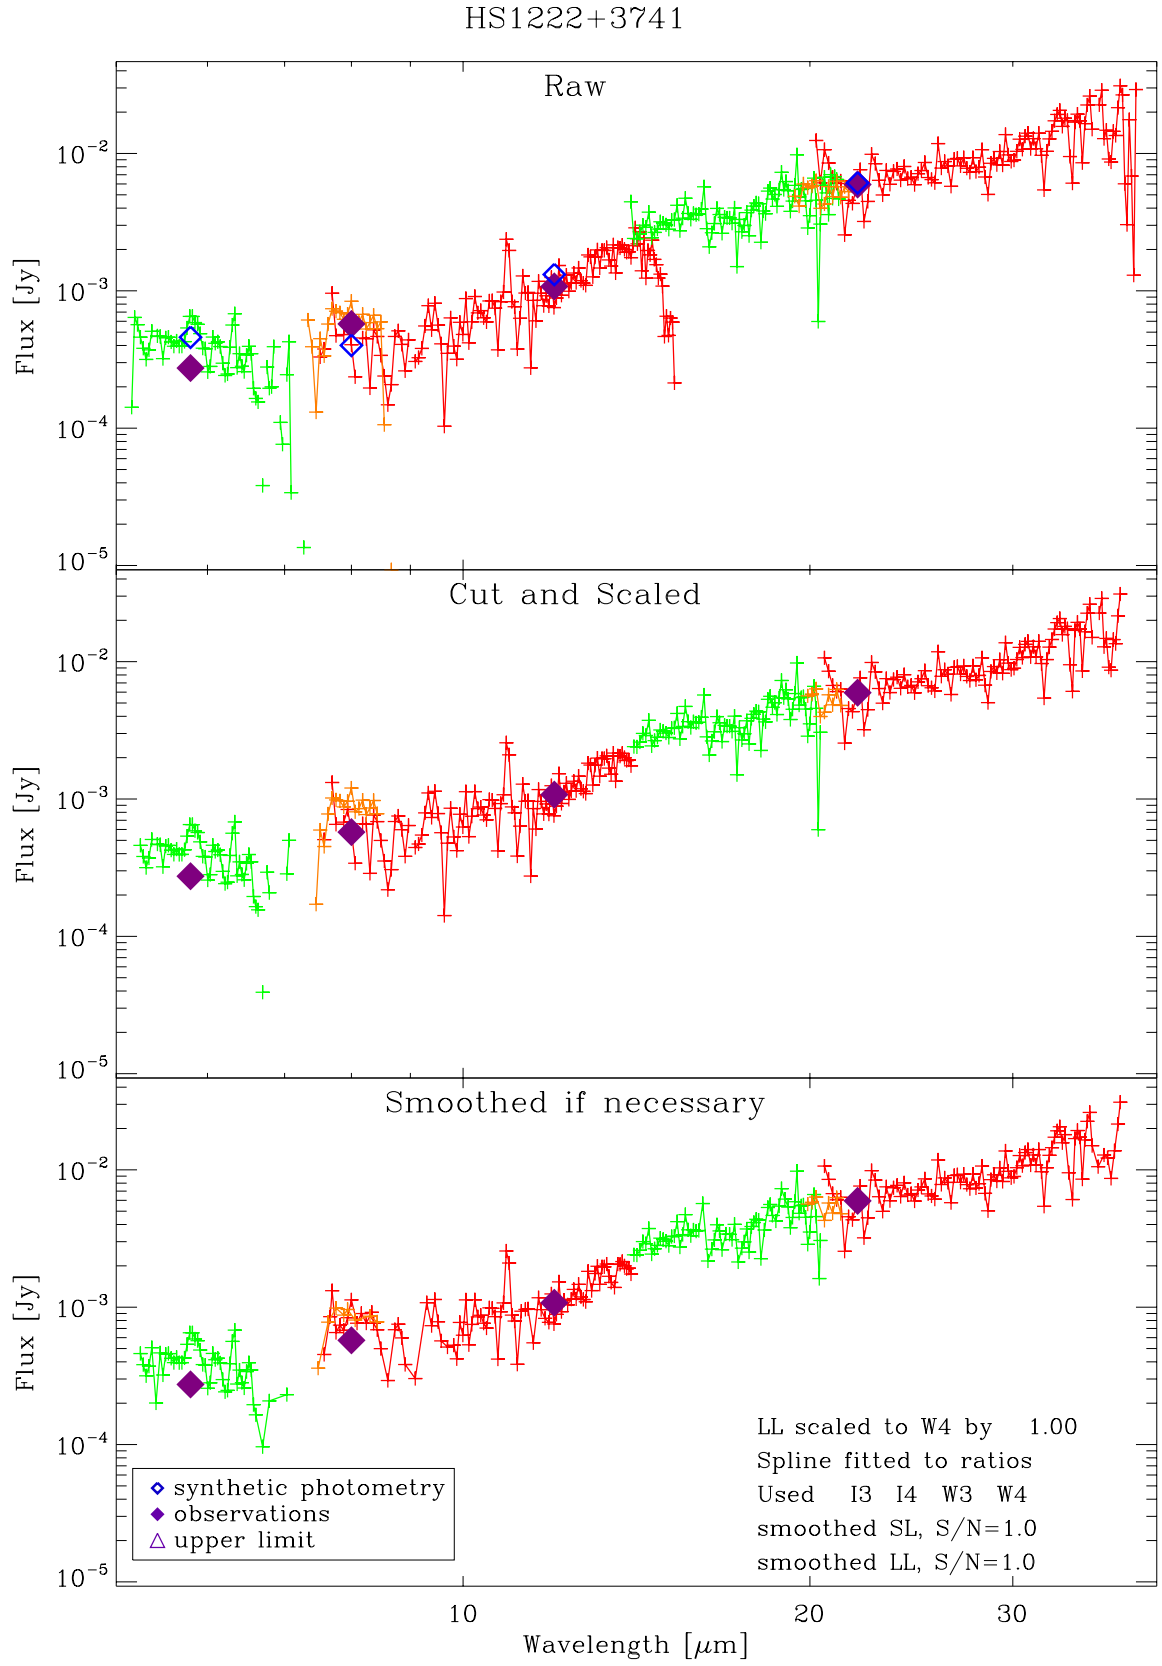 HS1222+3741
Raw
10⁻²
10⁻³
10⁻⁴
10⁻⁵
Flux [Jy]
Cut and Scaled
10⁻²
10⁻³
10⁻⁴
10⁻⁵
Flux [Jy]
Smoothed if necessary
10⁻²
10⁻³
10⁻⁴
10⁻⁵
Flux [Jy]
LL scaled to W4 by 1.00
Spline fitted to ratios
Used I3 I4 W3 W4
smoothed SL, S/N=1.0
smoothed LL, S/N=1.0
synthetic photometry
observations
upper limit
10 20 30
Wavelength [μm]